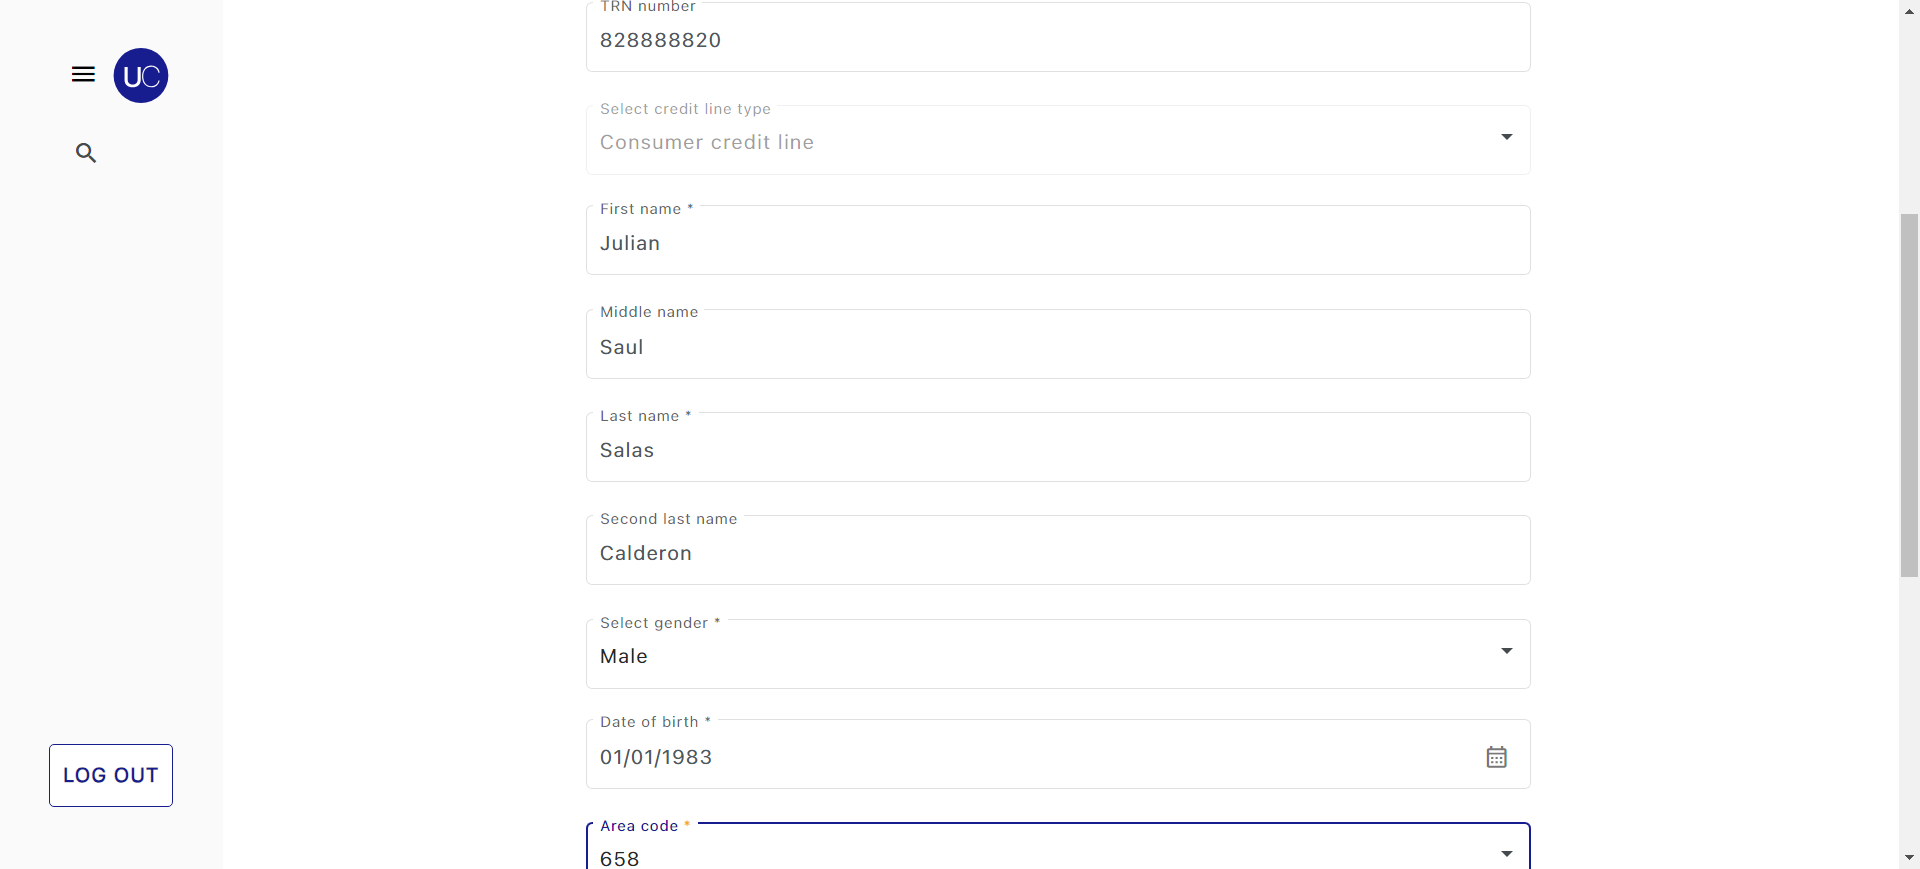 UC
TRN number
828888820
Select credit line type
Consumer credit line
First name *
Julian
Middle name
Saul
Last name *
Salas
Second last name
Calderon
Select gender *
Male
Date of birth *
01/01/1983
Area code *
658
LOG OUT